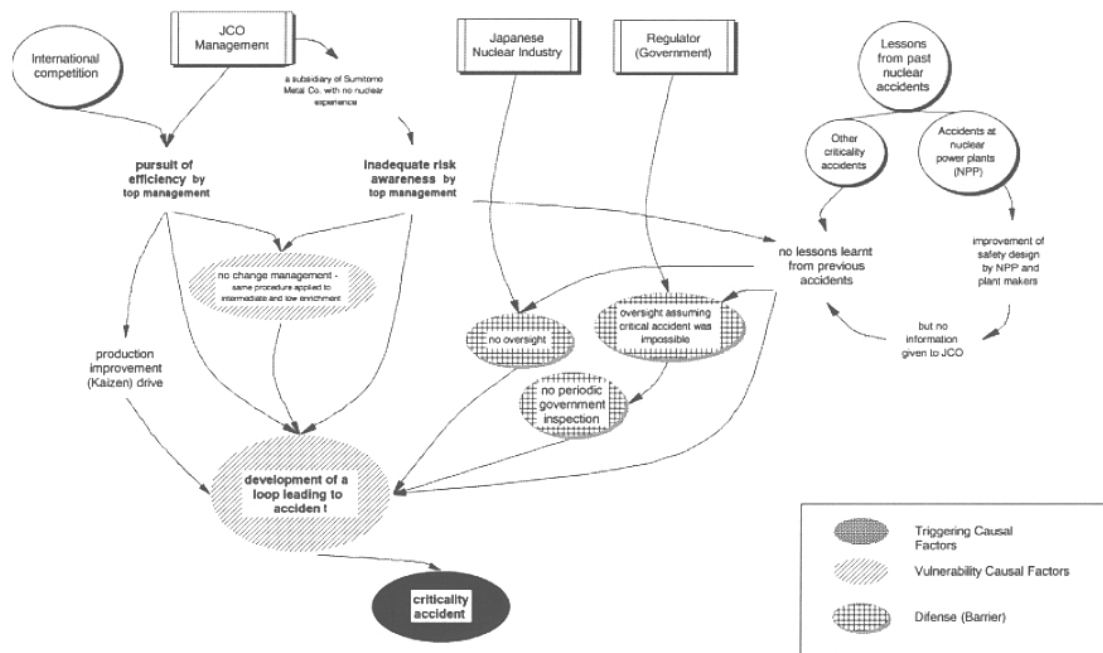 International
competition
JCO
Management
Japanese
Nuclear Industry
Regulator
(Government)
Lessons
from past
nuclear
accidents
a subsidiary of Sumitomo
Metal Co. with no nuclear
experience
Other
criticality
accidents
Accidents at
nuclear
power plants
(NPP)
pursuit of
efficiency by
top management
inadequate risk
awareness by
top management
no lessons learnt
from previous
accidents
improvement of
safety design
by NPP and
plant makers
no change management -
same procedure applied to
intermediate and low enrichment
no oversight
oversight assuming
critical accident was
impossible
but no
information
given to JCO
production
improvement
(Kaizen) drive
no periodic
government
inspection
development of a
loop leading to
acciden t
criticality
accident
Triggering Causal
Factors
Vulnerability Causal Factors
Difense (Barrier)